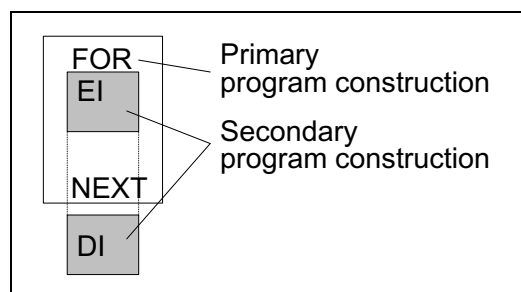 FOR
EI
NEXT
DI
Primary
program construction
Secondary
program construction